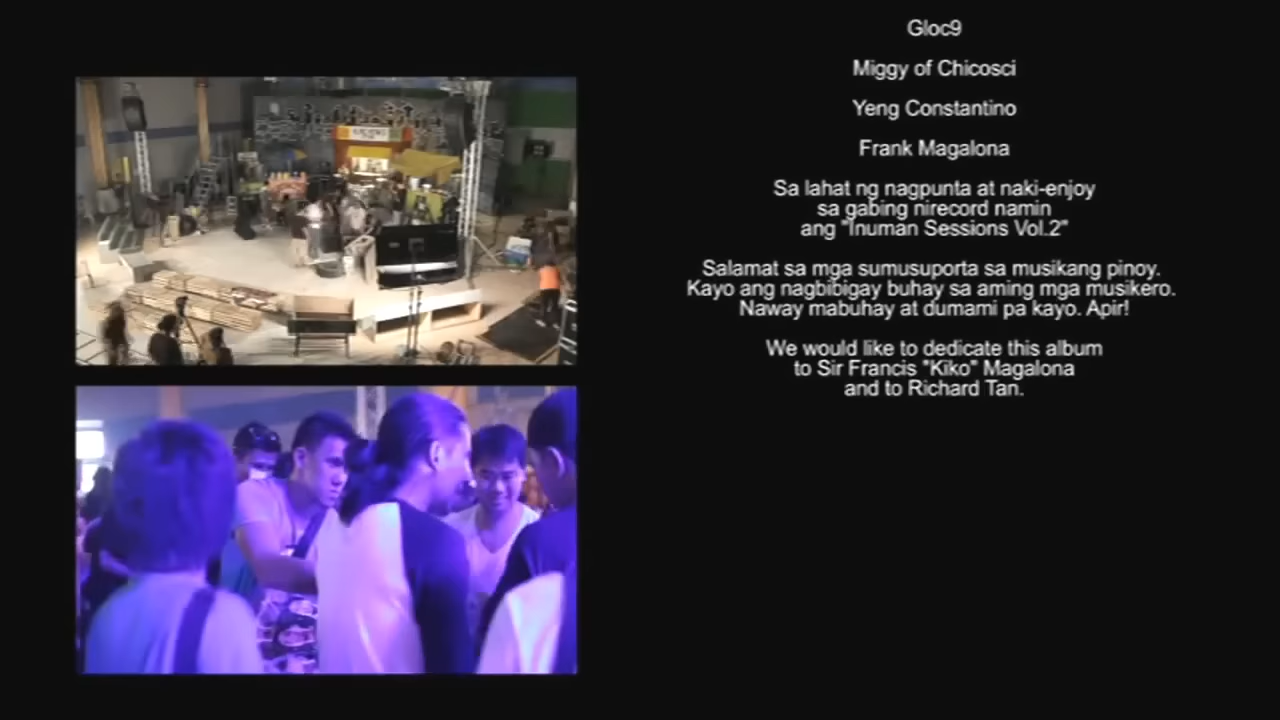 Gloc9
Miggy of Chicosci
Yeng Constantino
Frank Magalona
Sa lahat ng nagpunta at naki-enjoy
sa gabing nirecord namin
ang "Inuman Sessions Vol.2"
Salamat sa mga sumusuporta sa musikang pinoy.
Kayo ang nagbibigay buhay sa aming mga musikero.
Naway mabuhay at dumami pa kayo. Apir!
We would like to dedicate this album
to Sir Francis "Kiko" Magalona
and to Richard Tan.